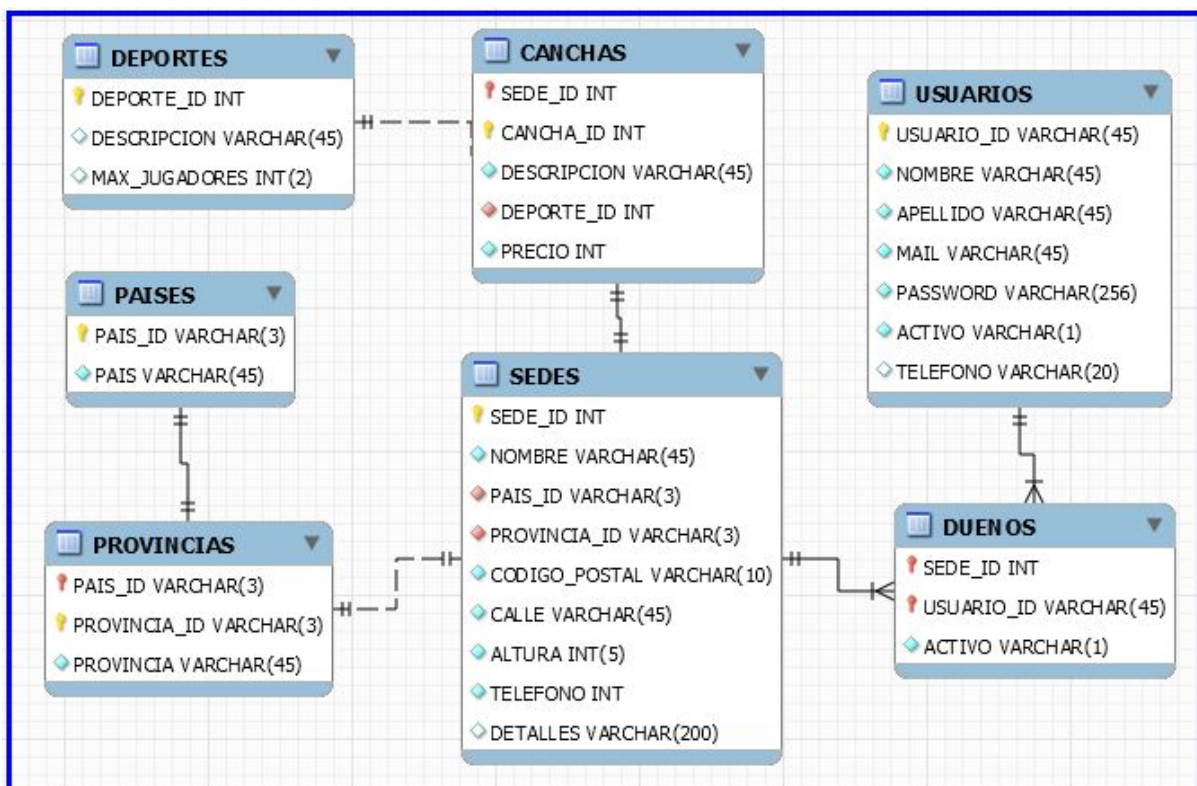 DEPORTES
DEPORTE_ID INT
DESCRIPCION VARCHAR(45)
MAX_JUGADORES INT(2)
CANCHAS
SEDE_ID INT
CANCHA_ID INT
DESCRIPCION VARCHAR(45)
DEPORTE_ID INT
PRECIO INT
USUARIOS
USUARIO_ID VARCHAR(45)
NOMBRE VARCHAR(45)
APELLIDO VARCHAR(45)
MAIL VARCHAR(45)
PASSWORD VARCHAR(256)
ACTIVO VARCHAR(1)
TELEFONO VARCHAR(20)
PAISES
PAIS_ID VARCHAR(3)
PAIS VARCHAR(45)
SEDES
SEDE_ID INT
NOMBRE VARCHAR(45)
PAIS_ID VARCHAR(3)
PROVINCIA_ID VARCHAR(3)
CODIGO_POSTAL VARCHAR(10)
CALLE VARCHAR(45)
ALTURA INT(5)
TELEFONO INT
DETALLES VARCHAR(200)
PROVINCIAS
PAIS_ID VARCHAR(3)
PROVINCIA_ID VARCHAR(3)
PROVINCIA VARCHAR(45)
DUENOS
SEDE_ID INT
USUARIO_ID VARCHAR(45)
ACTIVO VARCHAR(1)